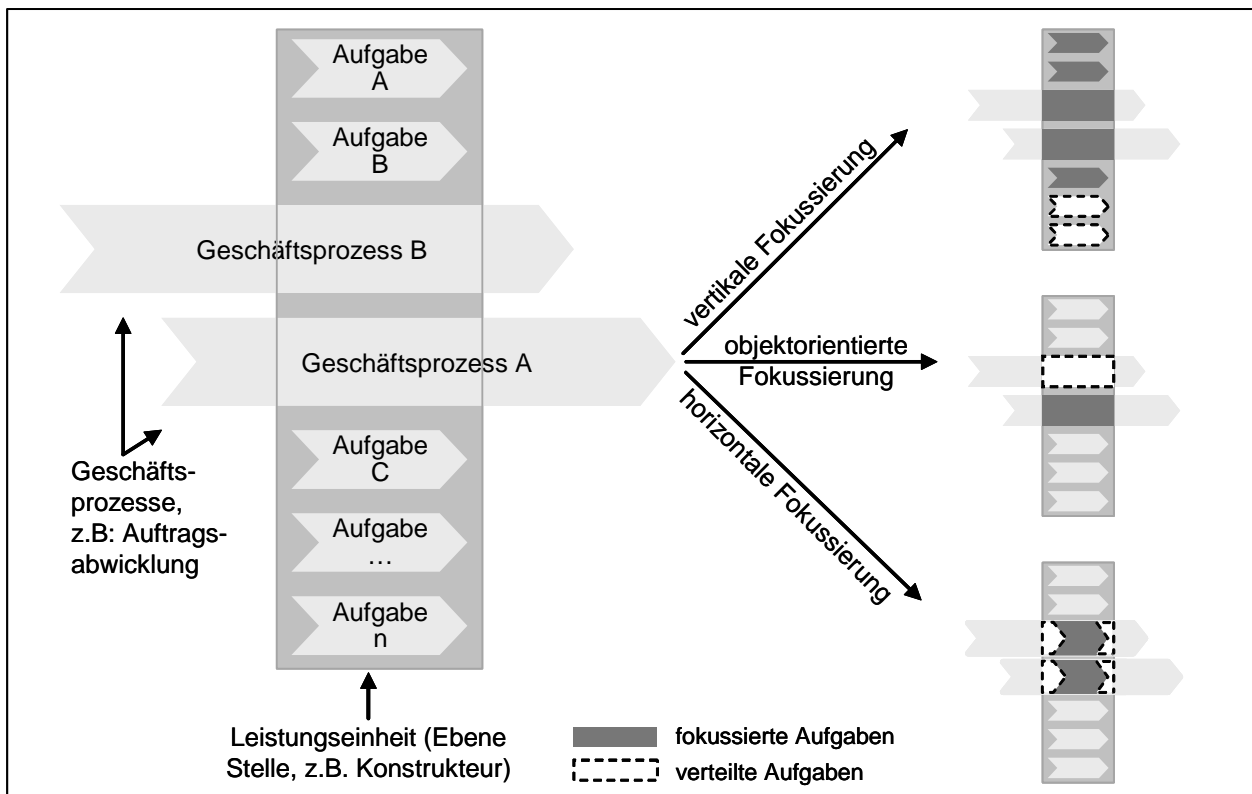 Aufgabe
A
Aufgabe
B
Geschäftsprozess B
Geschäftsprozess A
Aufgabe
C
Aufgabe
…
Aufgabe
n
Geschäfts-
prozesse,
z.B: Auftrags-
abwicklung
Leistungseinheit (Ebene
Stelle, z.B. Konstrukteur)
vertikale Fokussierung
objektorientierte
Fokussierung
horizontale Fokussierung
fokussierte Aufgaben
verteilte Aufgaben